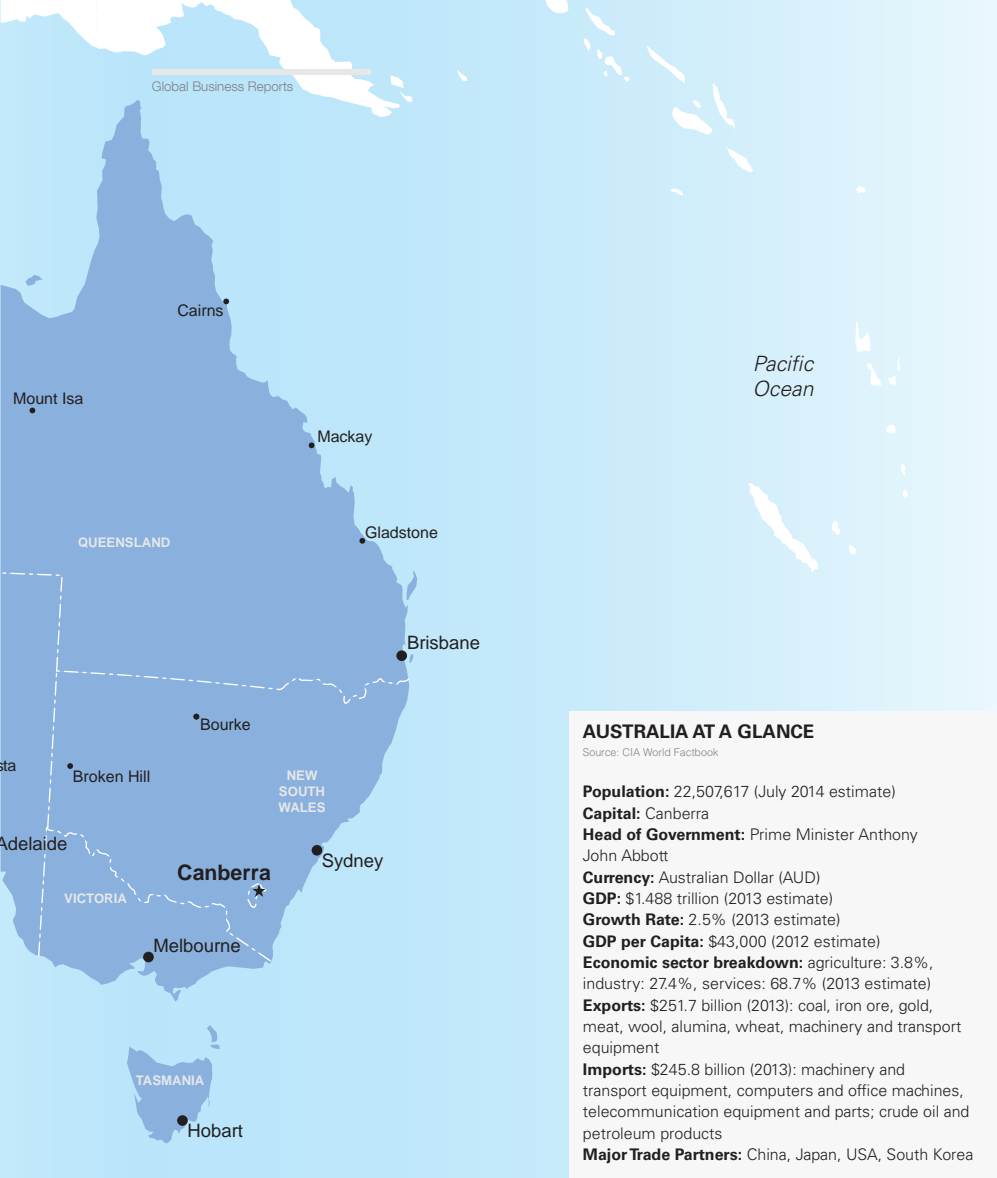 Global Business Reports
Cairns
Pacific
Ocean
Mount Isa
Mackay
Gladstone
QUEENSLAND
Brisbane
Bourke
sta
Broken Hill
NEW
SOUTH
WALES
Adelaide
Sydney
Canberra
VICTORIA
Melbourne
TASMANIA
Hobart
AUSTRALIA AT A GLANCE
Source: CIA World Factbook
Population: 22,507,617 (July 2014 estimate)
Capital: Canberra
Head of Government: Prime Minister Anthony
John Abbott
Currency: Australian Dollar (AUD)
GDP: $1.488 trillion (2013 estimate)
Growth Rate: 2.5% (2013 estimate)
GDP per Capita: $43,000 (2012 estimate)
Economic sector breakdown: agriculture: 3.8%,
industry: 27.4%, services: 68.7% (2013 estimate)
Exports: $251.7 billion (2013): coal, iron ore, gold,
meat, wool, alumina, wheat, machinery and transport
equipment
Imports: $245.8 billion (2013): machinery and
transport equipment, computers and office machines,
telecommunication equipment and parts; crude oil and
petroleum products
Major Trade Partners: China, Japan, USA, South Korea